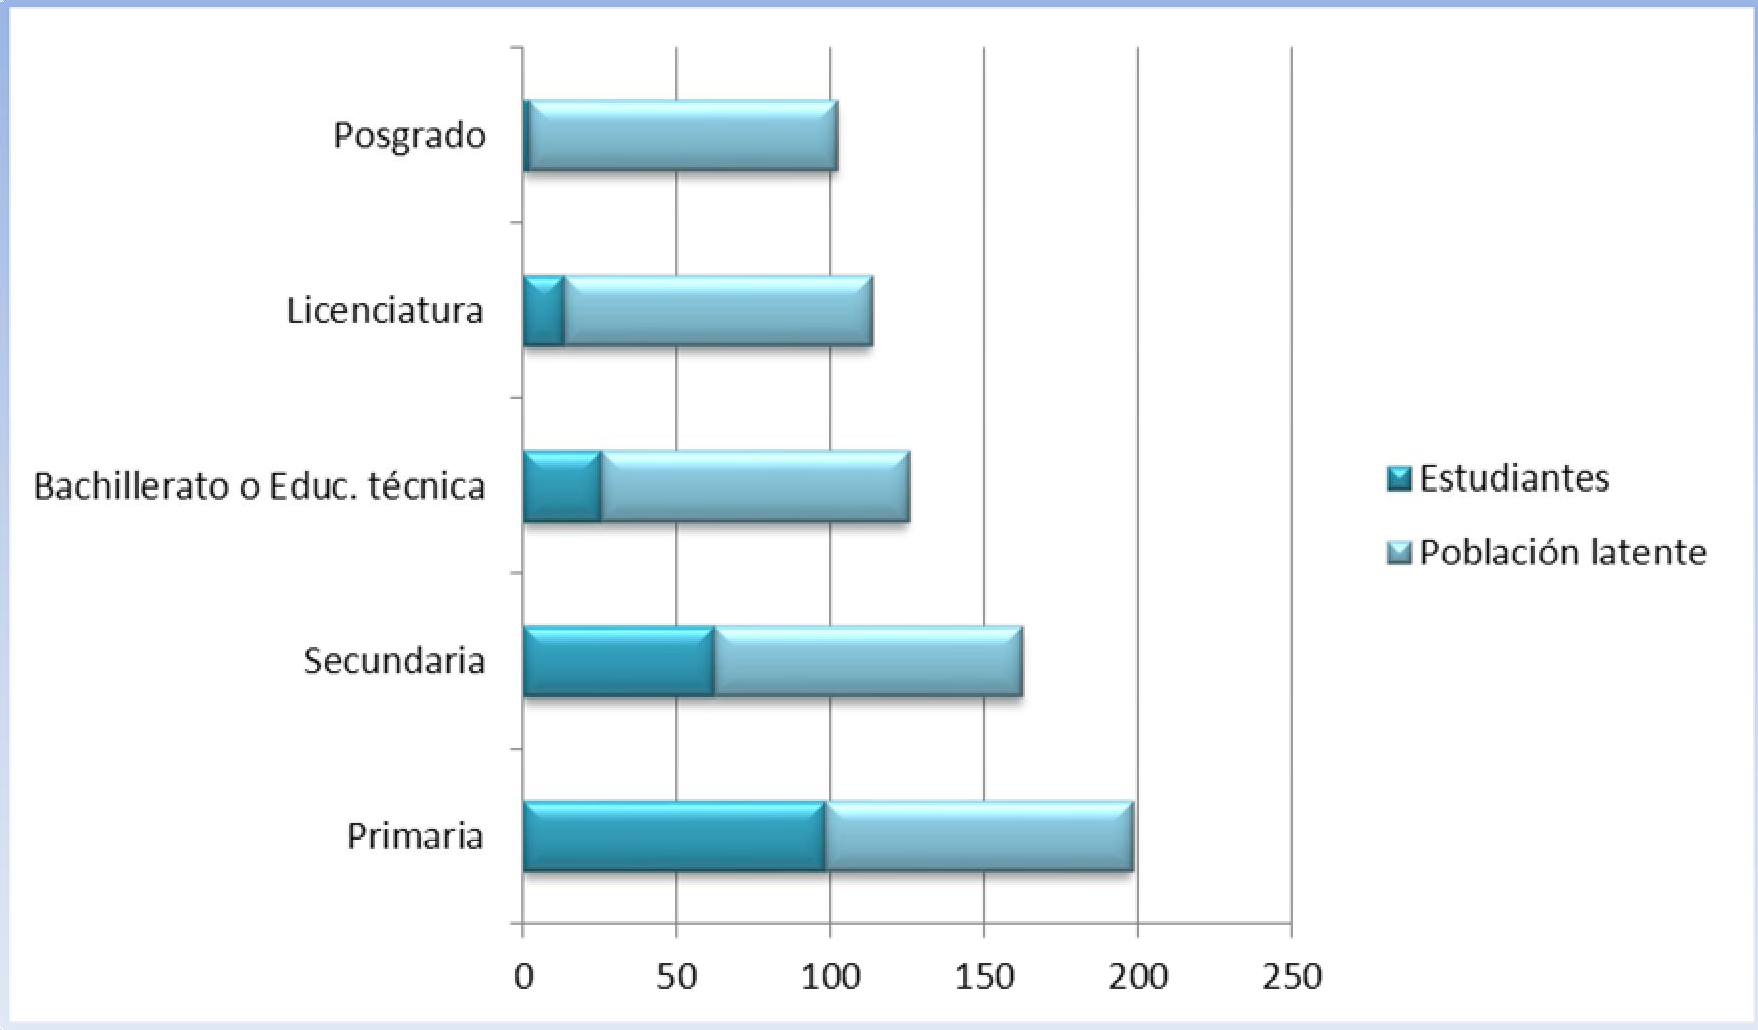 Posgrado
Licenciatura
Bachillerato o Educ. técnica
Secundaria
Primaria
0 50 100 150 200 250
Estudiantes
Población latente